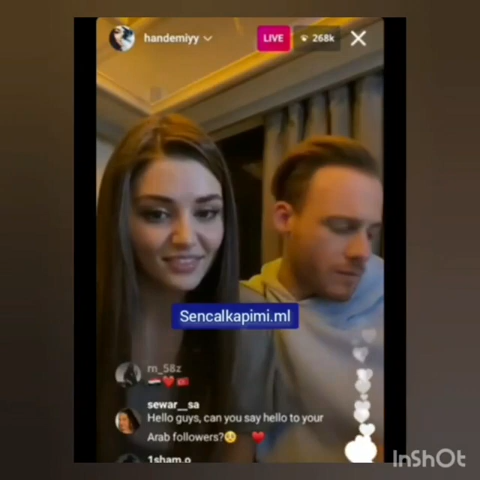 handemiyy
LIVE
268k
Sencalkapimi.ml
m_58z
sewar__sa
Hello guys, can you say hello to your
Arab followers?🥺 ❤️
1sham.o
InShOt